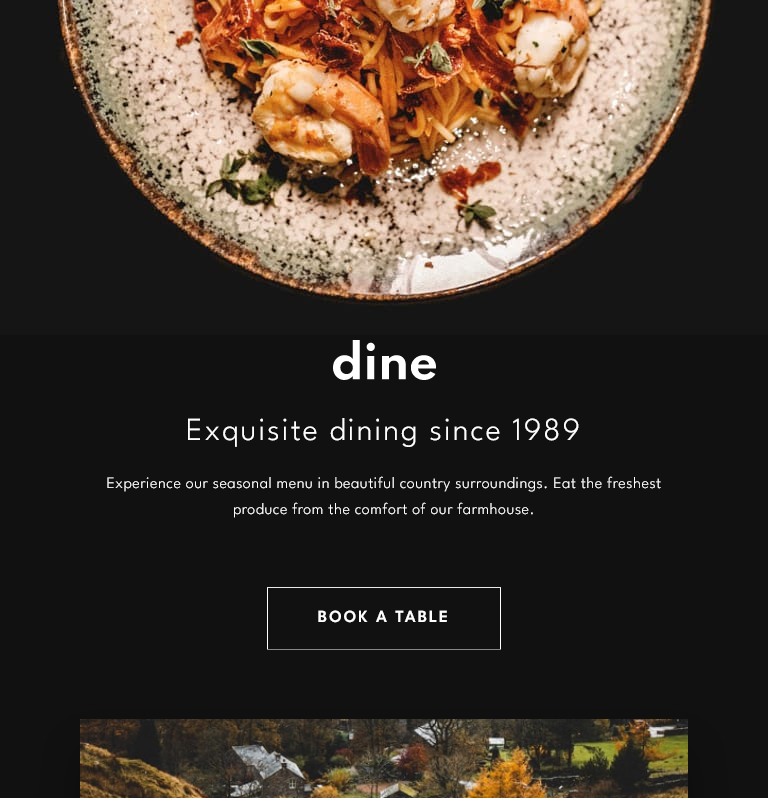 dine
Exquisite dining since 1989
Experience our seasonal menu in beautiful country surroundings. Eat the freshest
produce from the comfort of our farmhouse.
BOOK A TABLE